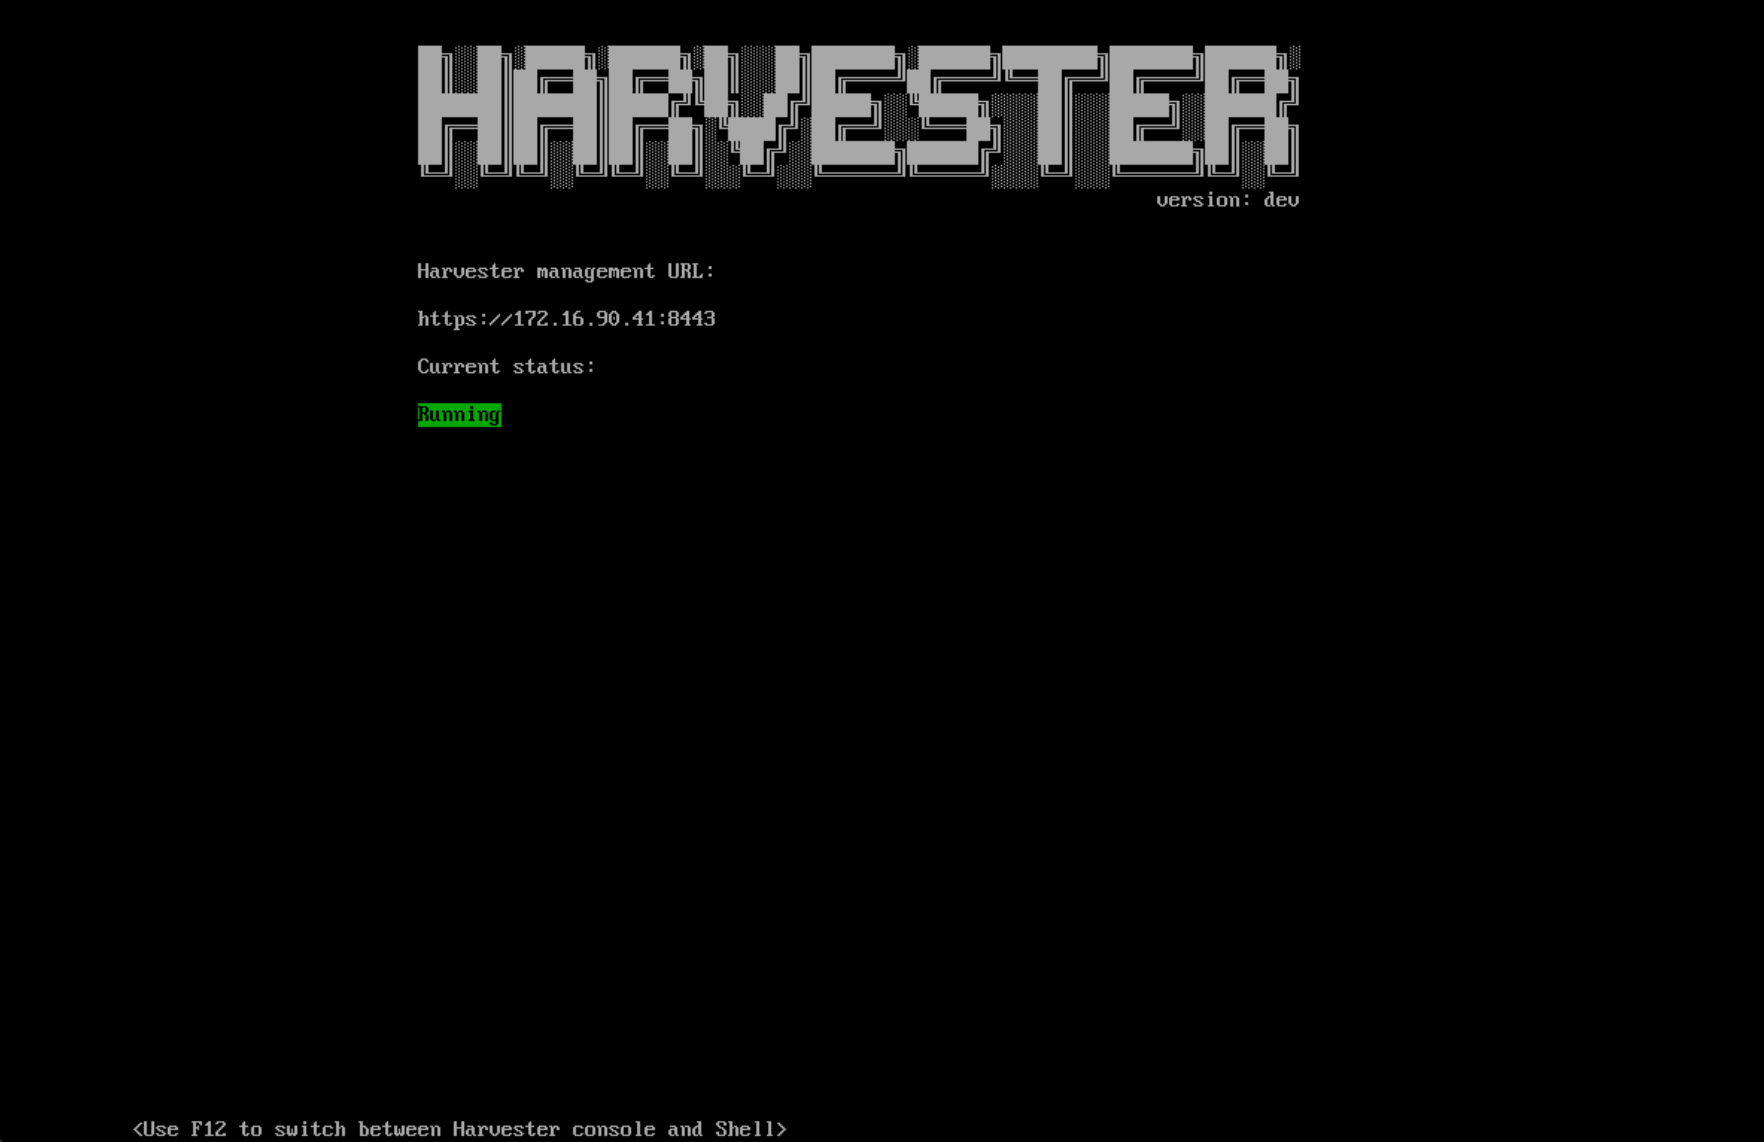 HARVESTER
version: dev
Harvester management URL:
https://172.16.90.41:8443
Current status:
Running
<Use F12 to switch between Harvester console and Shell>